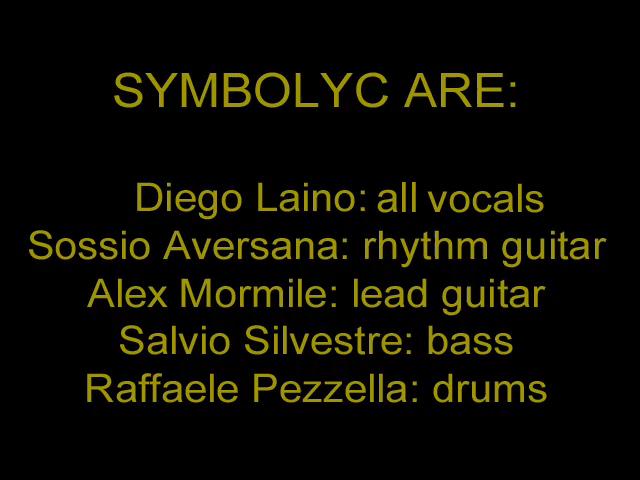 SYMBOLYC ARE:
Diego Laino: all vocals
Sossio Aversana: rhythm guitar
Alex Mormile: lead guitar
Salvio Silvestre: bass
Raffaele Pezzella: drums